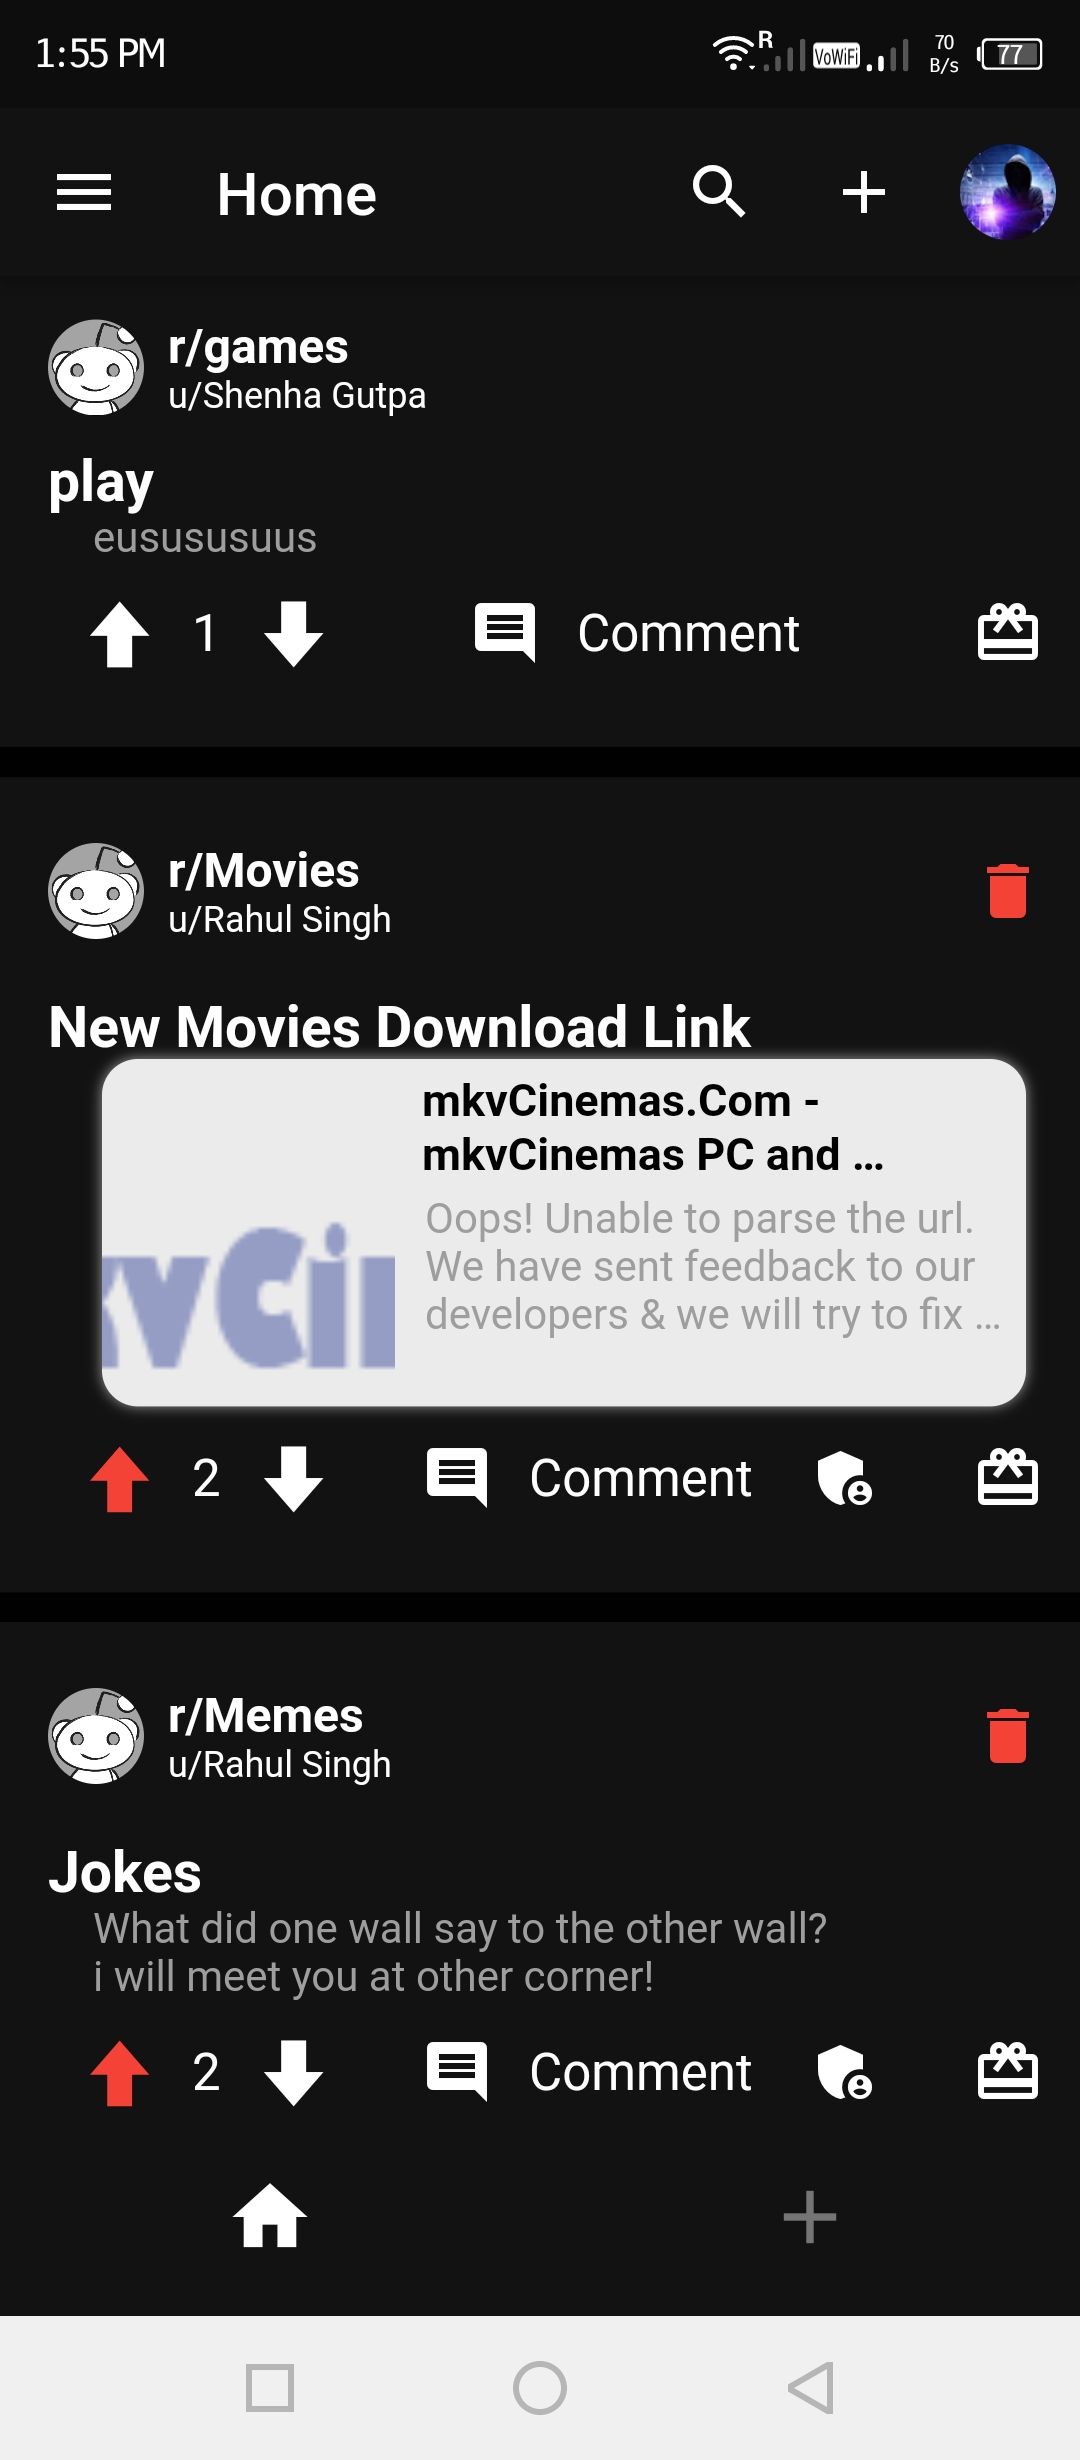 1:55 PM
R
VoWiFi
70
B/s
77
Home
r/games
u/Shenha Gutpa
play
eusususuus
1
Comment
r/Movies
u/Rahul Singh
New Movies Download Link
mkvCinemas.Com -
mkvCinemas PC and ...
Oops! Unable to parse the url.
We have sent feedback to our
developers & we will try to fix ...
kvCin
2
Comment
r/Memes
u/Rahul Singh
Jokes
What did one wall say to the other wall?
i will meet you at other corner!
2
Comment